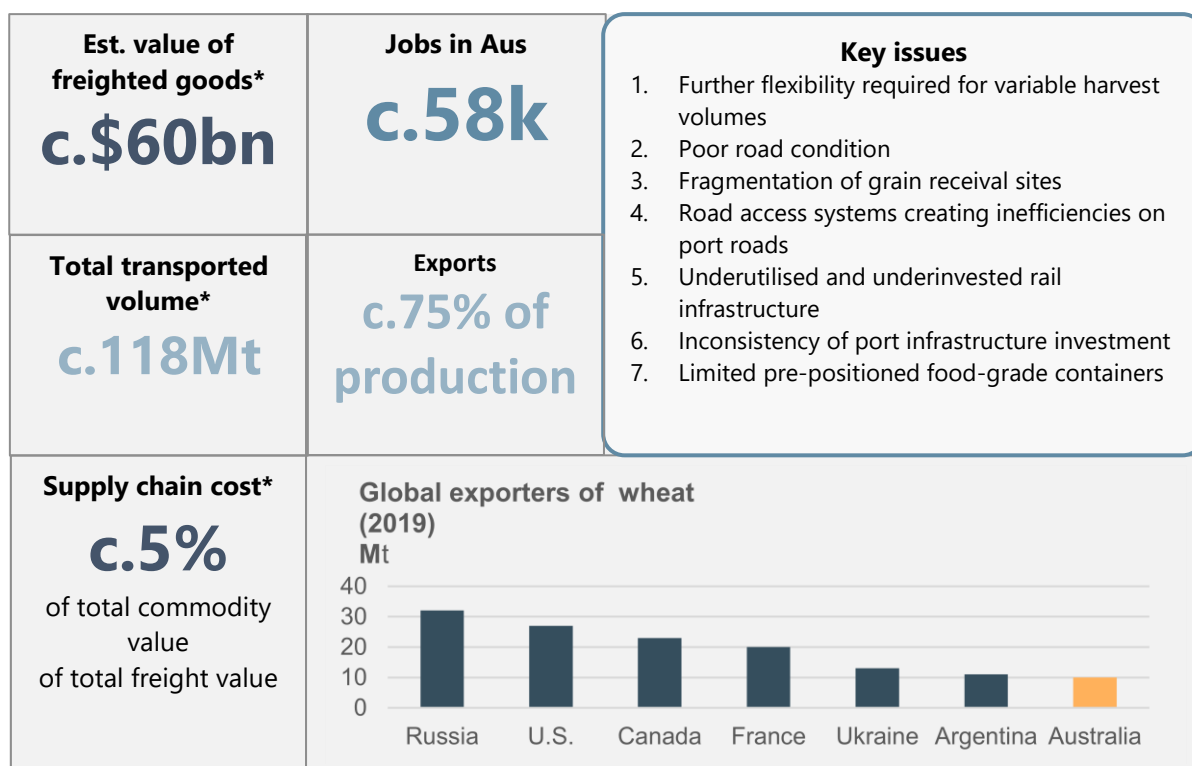 Est. value of
freighted goods*
c.$60bn
Jobs in Aus
c.58k
Key issues
1. Further flexibility required for variable harvest
volumes
2. Poor road condition
3. Fragmentation of grain receival sites
4. Road access systems creating inefficiencies on
port roads
5. Underutilised and underinvested rail
infrastructure
6. Inconsistency of port infrastructure investment
7. Limited pre-positioned food-grade containers
Total transported
volume*
c.118Mt
Exports
c.75% of
production
Supply chain cost*
c.5%
of total commodity
value
of total freight value
Global exporters of wheat
(2019)
Mt
40
30
20
10
0
Russia U.S. Canada France Ukraine Argentina Australia